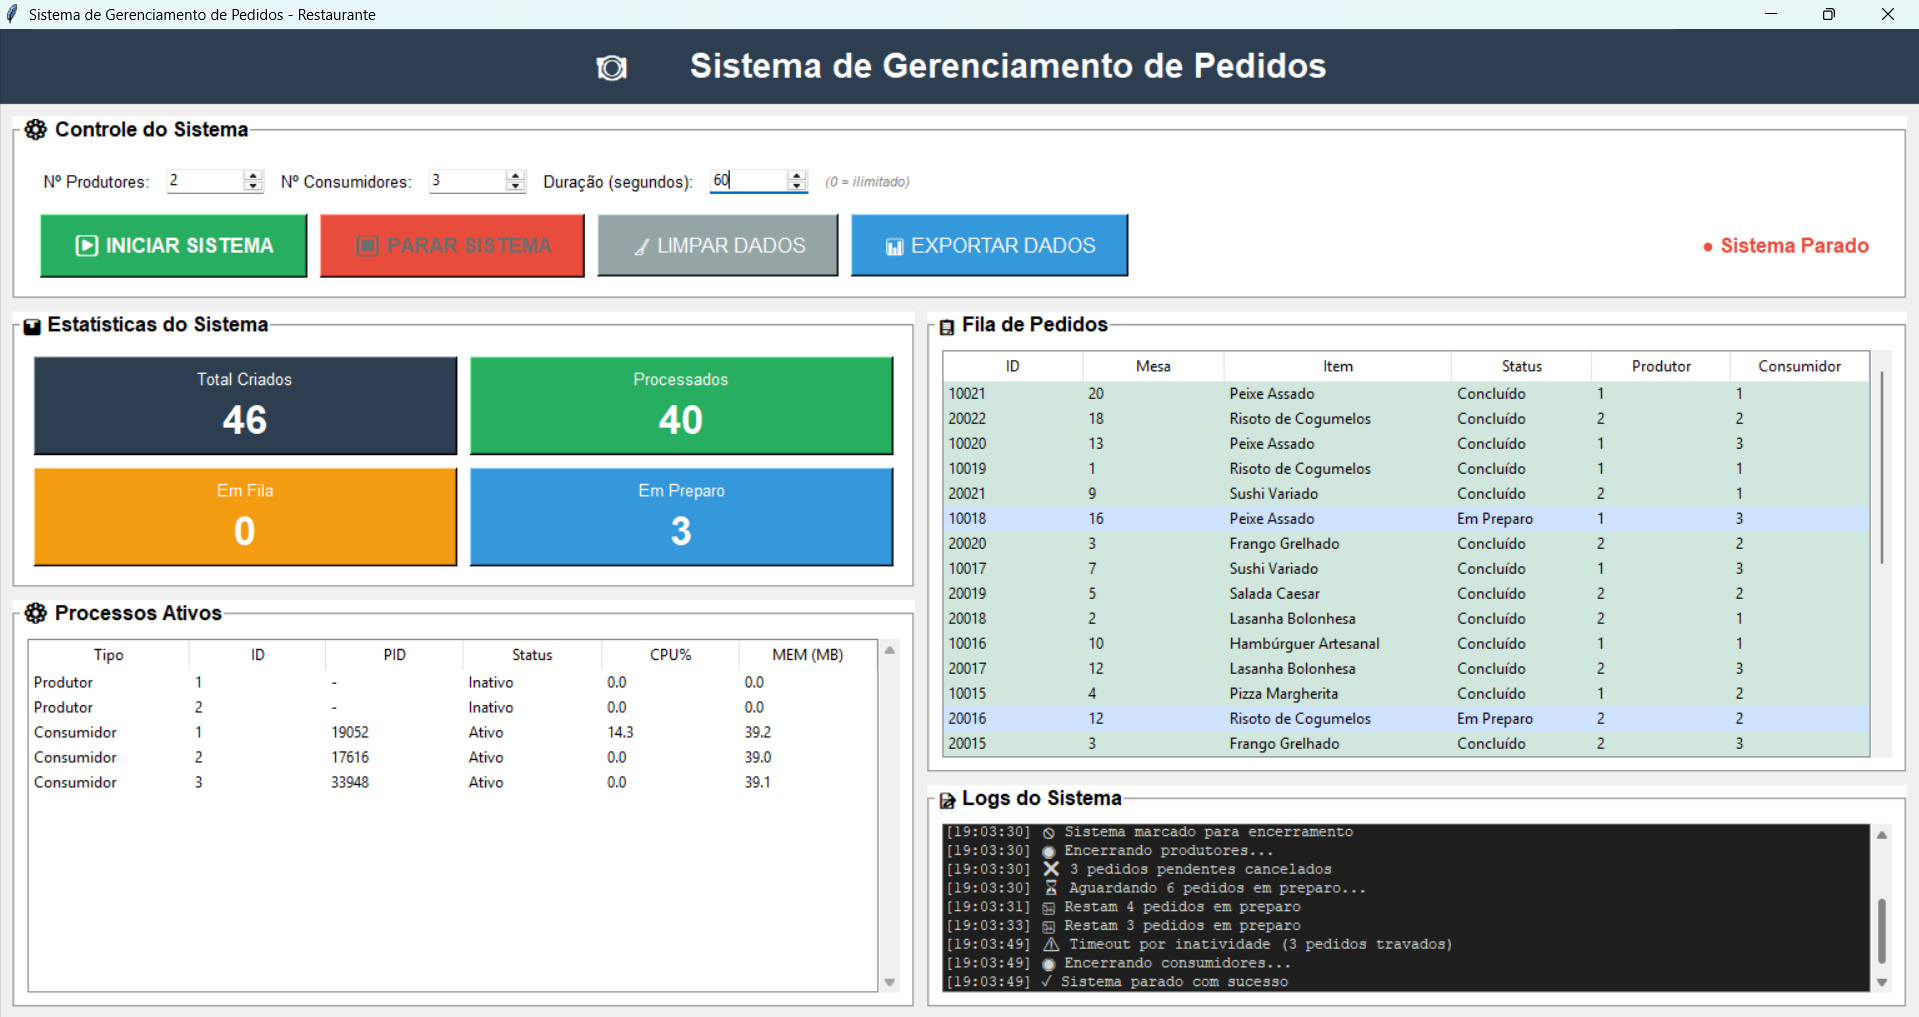 Sistema de Gerenciamento de Pedidos - Restaurante
Sistema de Gerenciamento de Pedidos
Controle do Sistema
Nº Produtores: 2 Nº Consumidores: 3 Duração (segundos): 60 (0 = ilimitado)
INICIAR SISTEMA PARAR SISTEMA LIMPAR DADOS EXPORTAR DADOS ● Sistema Parado
Estatísticas do Sistema
Total Criados
46
Processados
40
Em Fila
0
Em Preparo
3
Processos Ativos
Tipo ID PID Status CPU% MEM (MB)
Produtor 1 - Inativo 0.0 0.0
Produtor 2 - Inativo 0.0 0.0
Consumidor 1 19052 Ativo 14.3 39.2
Consumidor 2 17616 Ativo 0.0 39.0
Consumidor 3 33948 Ativo 0.0 39.1
Fila de Pedidos
ID Mesa Item Status Produtor Consumidor
10021 20 Peixe Assado Concluído 1 1
20022 18 Risoto de Cogumelos Concluído 2 2
10020 13 Peixe Assado Concluído 1 3
10019 1 Risoto de Cogumelos Concluído 1 1
20021 9 Sushi Variado Concluído 2 1
10018 16 Peixe Assado Em Preparo 1 3
20020 3 Frango Grelhado Concluído 2 2
10017 7 Sushi Variado Concluído 1 3
20019 5 Salada Caesar Concluído 2 2
20018 2 Lasanha Bolonhesa Concluído 2 1
10016 10 Hambúrguer Artesanal Concluído 1 1
20017 12 Lasanha Bolonhesa Concluído 2 3
10015 4 Pizza Margherita Concluído 1 2
20016 12 Risoto de Cogumelos Em Preparo 2 2
20015 3 Frango Grelhado Concluído 2 3
Logs do Sistema
[19:03:30] Sistema marcado para encerramento
[19:03:30] Encerrando produtores...
[19:03:30] 3 pedidos pendentes cancelados
[19:03:30] Aguardando 6 pedidos em preparo...
[19:03:31] Restam 4 pedidos em preparo
[19:03:33] Restam 3 pedidos em preparo
[19:03:49] Timeout por inatividade (3 pedidos travados)
[19:03:49] Encerrando consumidores...
[19:03:49] ✓ Sistema parado com sucesso